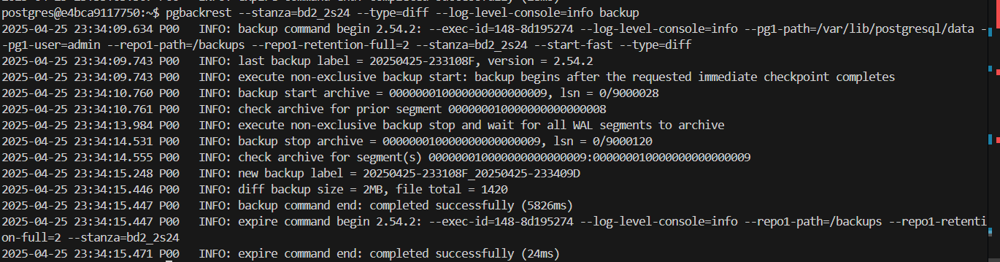 postgres@e4bca9117750:~$ pgbackrest --stanza=bd2_2s24 --type=diff --log-level-console=info backup
2025-04-25 23:34:09.634 P00   INFO: backup command begin 2.54.2: --exec-id=148-8d195274 --log-level-console=info --pg1-path=/var/lib/postgresql/data -
-pg1-user=admin --repo1-path=/backups --repo1-retention-full=2 --stanza=bd2_2s24 --start-fast --type=diff
2025-04-25 23:34:09.743 P00   INFO: last backup label = 20250425-233108F, version = 2.54.2
2025-04-25 23:34:09.743 P00   INFO: execute non-exclusive backup start: backup begins after the requested immediate checkpoint completes
2025-04-25 23:34:10.760 P00   INFO: backup start archive = 000000010000000000000009, lsn = 0/9000028
2025-04-25 23:34:10.761 P00   INFO: check archive for prior segment 000000010000000000000008
2025-04-25 23:34:13.984 P00   INFO: execute non-exclusive backup stop and wait for all WAL segments to archive
2025-04-25 23:34:14.531 P00   INFO: backup stop archive = 000000010000000000000009, lsn = 0/9000120
2025-04-25 23:34:14.555 P00   INFO: check archive for segment(s) 000000010000000000000009:000000010000000000000009
2025-04-25 23:34:15.248 P00   INFO: new backup label = 20250425-233108F_20250425-233409D
2025-04-25 23:34:15.446 P00   INFO: diff backup size = 2MB, file total = 1420
2025-04-25 23:34:15.447 P00   INFO: backup command end: completed successfully (5826ms)
2025-04-25 23:34:15.447 P00   INFO: expire command begin 2.54.2: --exec-id=148-8d195274 --log-level-console=info --repo1-path=/backups --repo1-retenti
on-full=2 --stanza=bd2_2s24
2025-04-25 23:34:15.471 P00   INFO: expire command end: completed successfully (24ms)